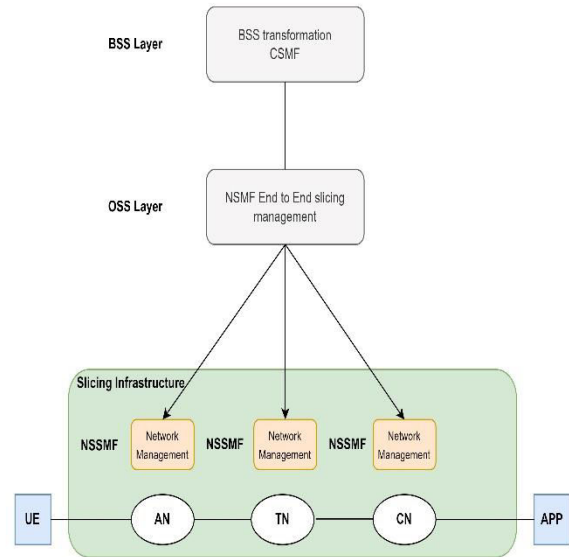 BSS Layer
BSS transformation
CSMF
OSS Layer
NSMF End to End slicing
management
Slicing Infrastructure
NSSMF
Network
Management
NSSMF
Network
Management
NSSMF
Network
Management
UE
AN
TN
CN
APP